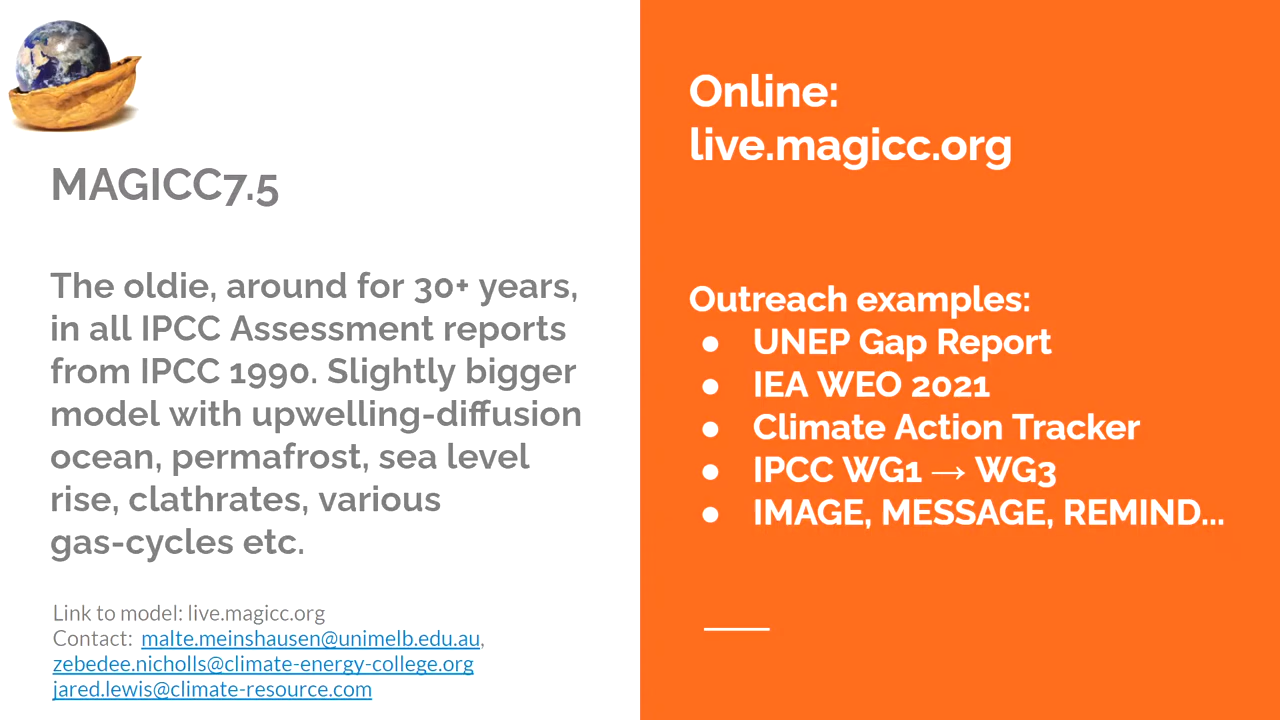 MAGICC7.5
The oldie, around for 30+ years,
in all IPCC Assessment reports
from IPCC 1990. Slightly bigger
model with upwelling-diffusion
ocean, permafrost, sea level
rise, clathrates, various
gas-cycles etc.
Link to model: live.magicc.org
Contact: malte.meinshausen@unimelb.edu.au,
zebedee.nicholls@climate-energy-college.org
jared.lewis@climate-resource.com
Online:
live.magicc.org
Outreach examples:
● UNEP Gap Report
● IEA WEO 2021
● Climate Action Tracker
● IPCC WG1 → WG3
● IMAGE, MESSAGE, REMIND...